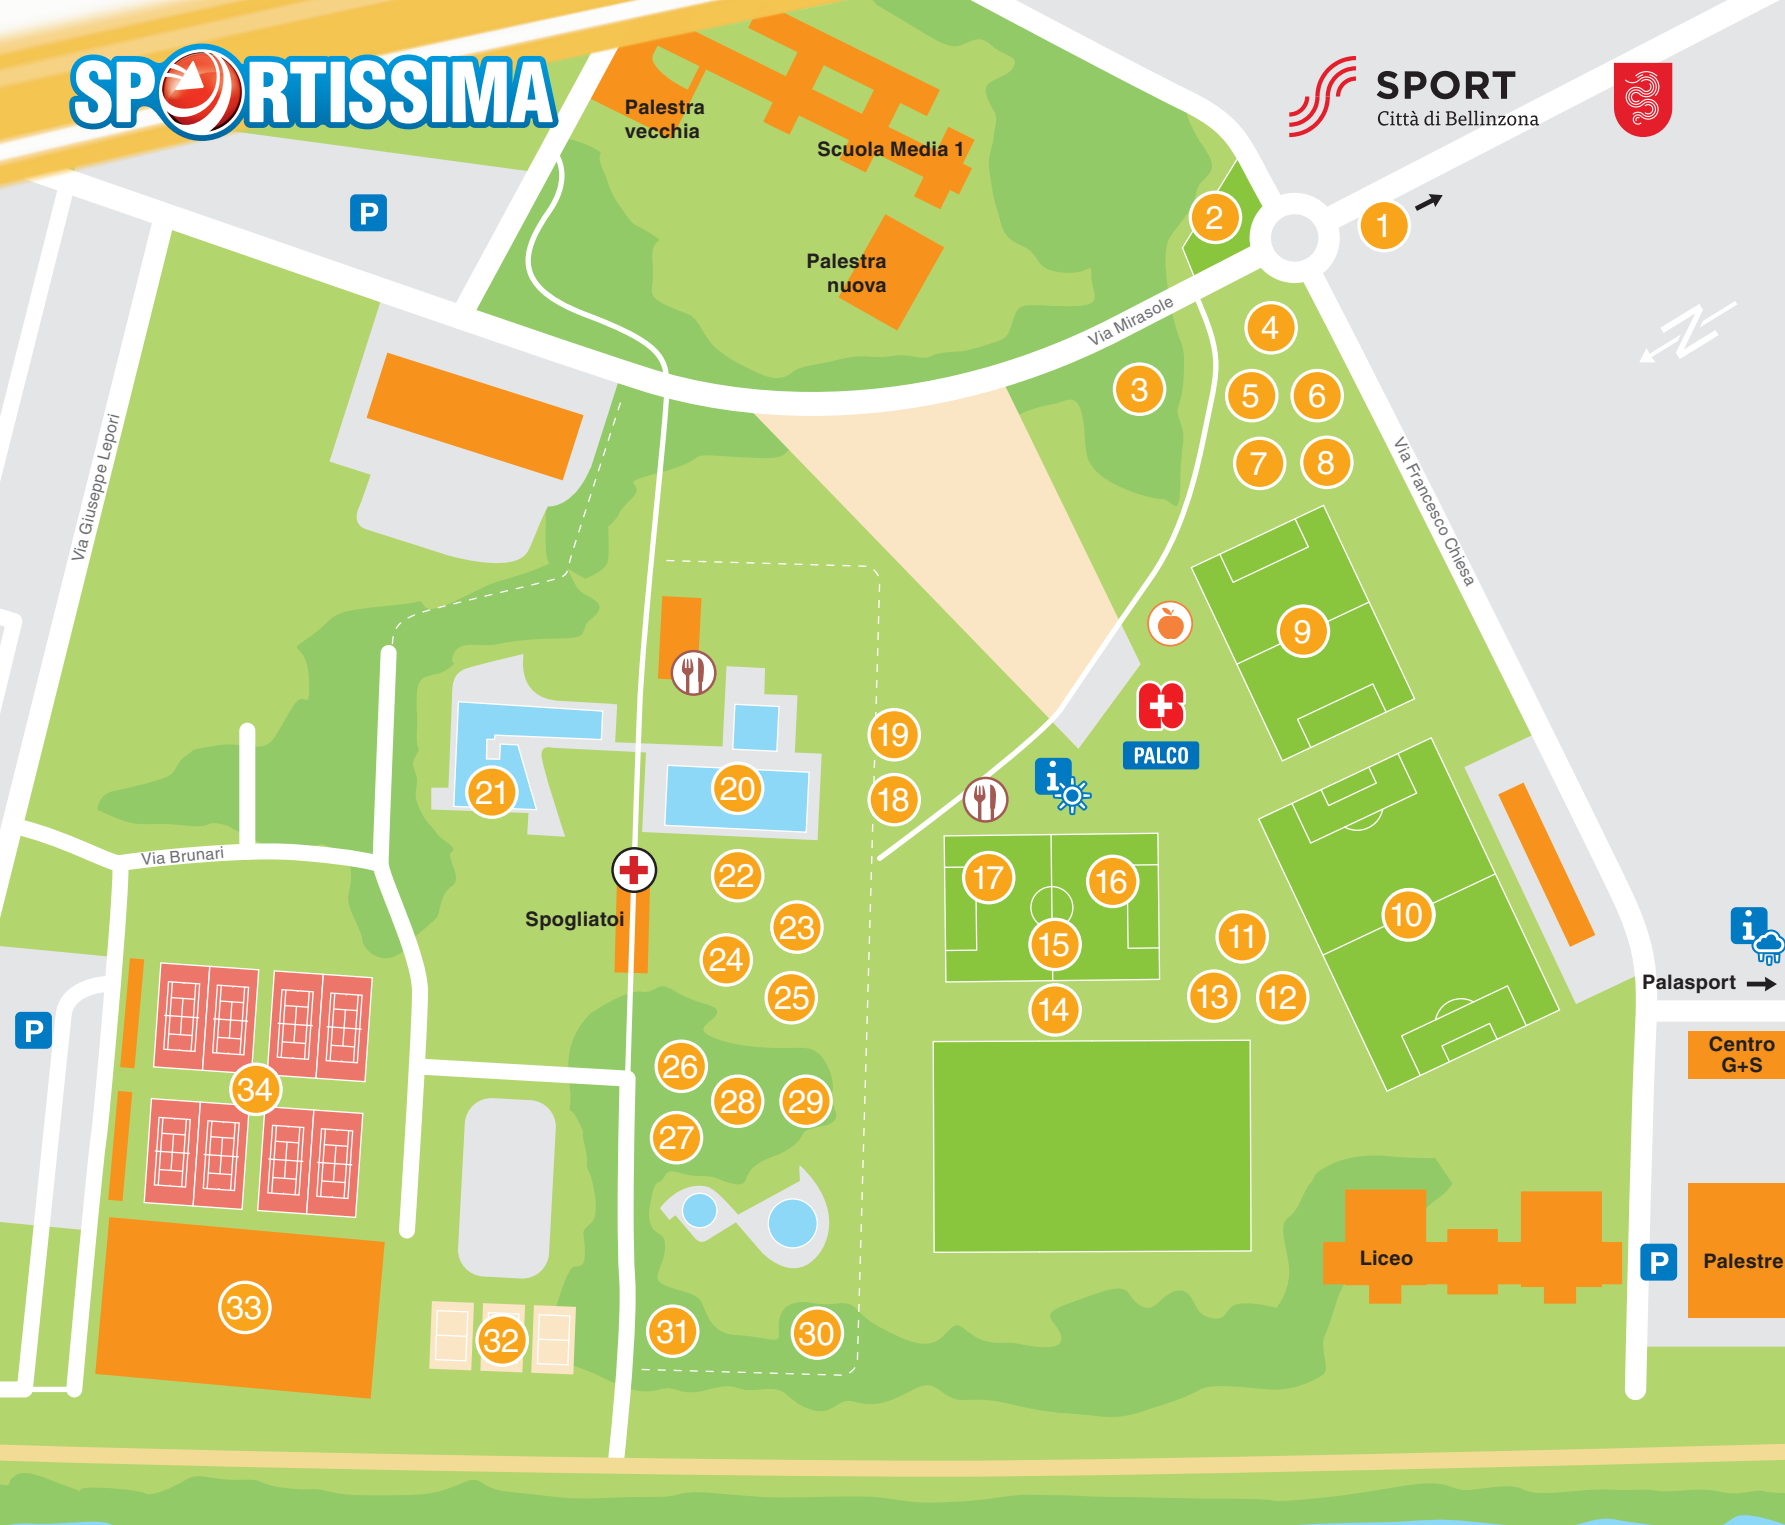 SPORTISSIMA
SPORT
Città di Bellinzona
Palestra
vecchia
Scuola Media 1
Palestra
nuova
P
2
1
Via Mirasole
4
3
5
6
7
8
Via Giuseppe Lepori
Via Francesco Chiesa
N
9
PALCO
i
19
18
20
21
Via Brunari
22
17
16
15
10
Spogliatoi
23
24
25
11
13
12
14
i
Palasport
Centro
G+S
P
34
26
28
29
27
Liceo
P
Palestre
33
32
31
30